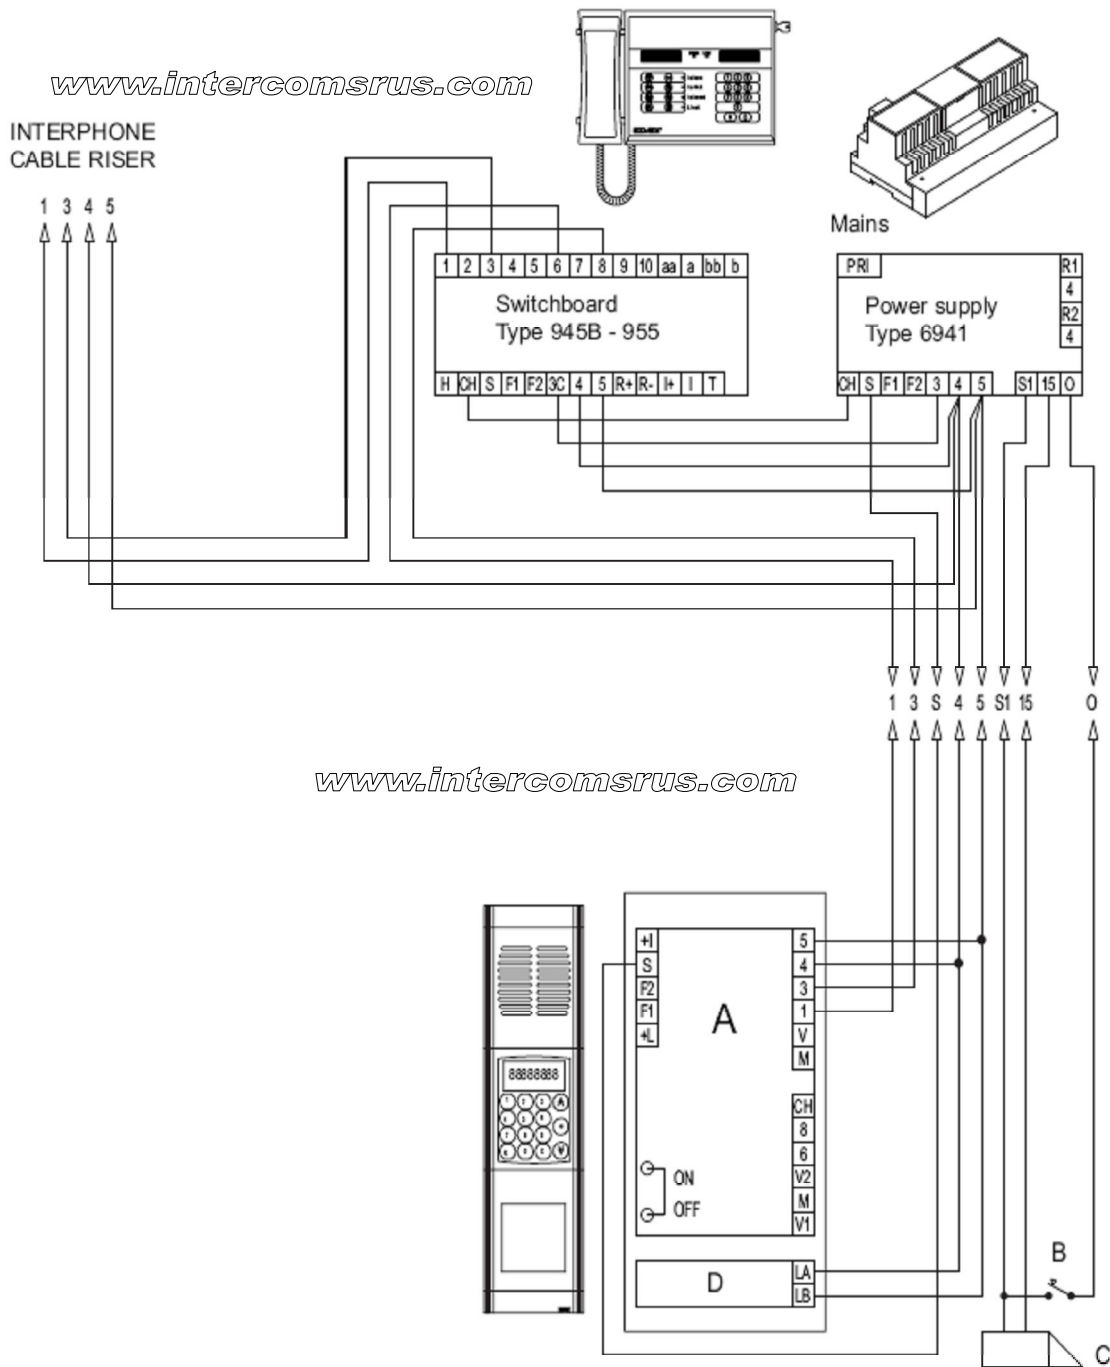 www.intercomsrus.com
INTERPHONE
CABLE RISER
1 3 4 5
Mains
1 2 3 4 5 6 7 8 9 10 aa a bb b
Switchboard
Type 945B - 955
H CH S F1 F2 3C 4 5 R+ R- I+ I T
PRI
R1
4
R2
4
Power supply
Type 6941
CH S F1 F2 3 4 5 S1 15 O
1 3 S 4 5 S1 15 O
www.intercomsrus.com
+I
S
F2
F1
+L
A
5
4
3
1
V
M
CH
8
6
V2
M
V1
ON
OFF
D
LA
LB
88888888
B
C